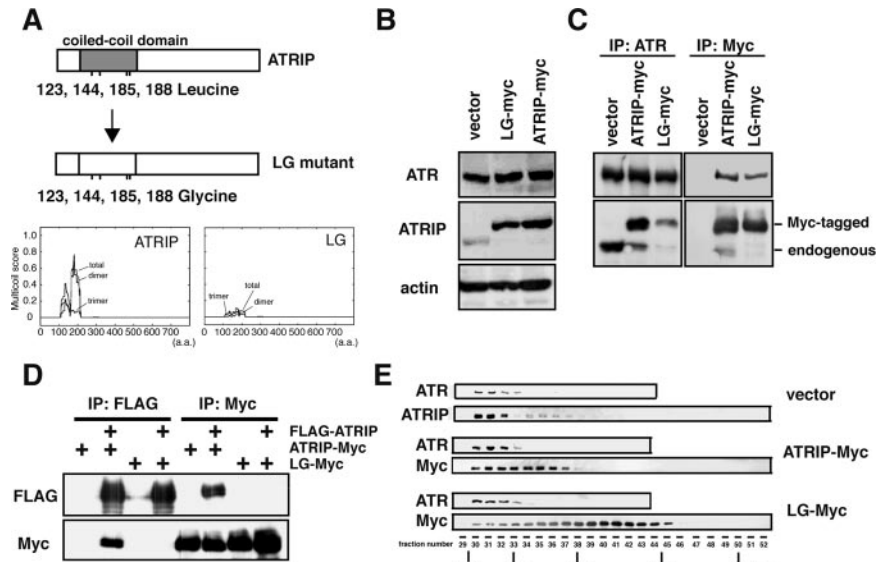 A
coiled-coil domain
ATRIP
123, 144, 185, 188 Leucine
LG mutant
123, 144, 185, 188 Glycine
Multicoil score
1.0
0.8
0.6
0.4
0.2
0
ATRIP
total
dimer
trimer
0 100 200 300 400 500 600 700
(a.a.)
LG
trimer
total
dimer
0 100 200 300 400 500 600 700
(a.a.)
B
vector
LG-myc
ATRIP-myc
ATR
ATRIP
actin
C
IP: ATR
IP: Myc
vector
ATRIP-myc
LG-myc
vector
ATRIP-myc
LG-myc
Myc-tagged
endogenous
D
IP: FLAG
IP: Myc
+ + + + FLAG-ATRIP
+ + + + ATRIP-Myc
+ + + + LG-Myc
FLAG
Myc
E
ATR
ATRIP
vector
ATR
Myc
ATRIP-Myc
ATR
Myc
LG-Myc
fraction number 29 30 31 32 33 34 35 36 37 38 39 40 41 42 43 44 45 46 47 48 49 50 51 52